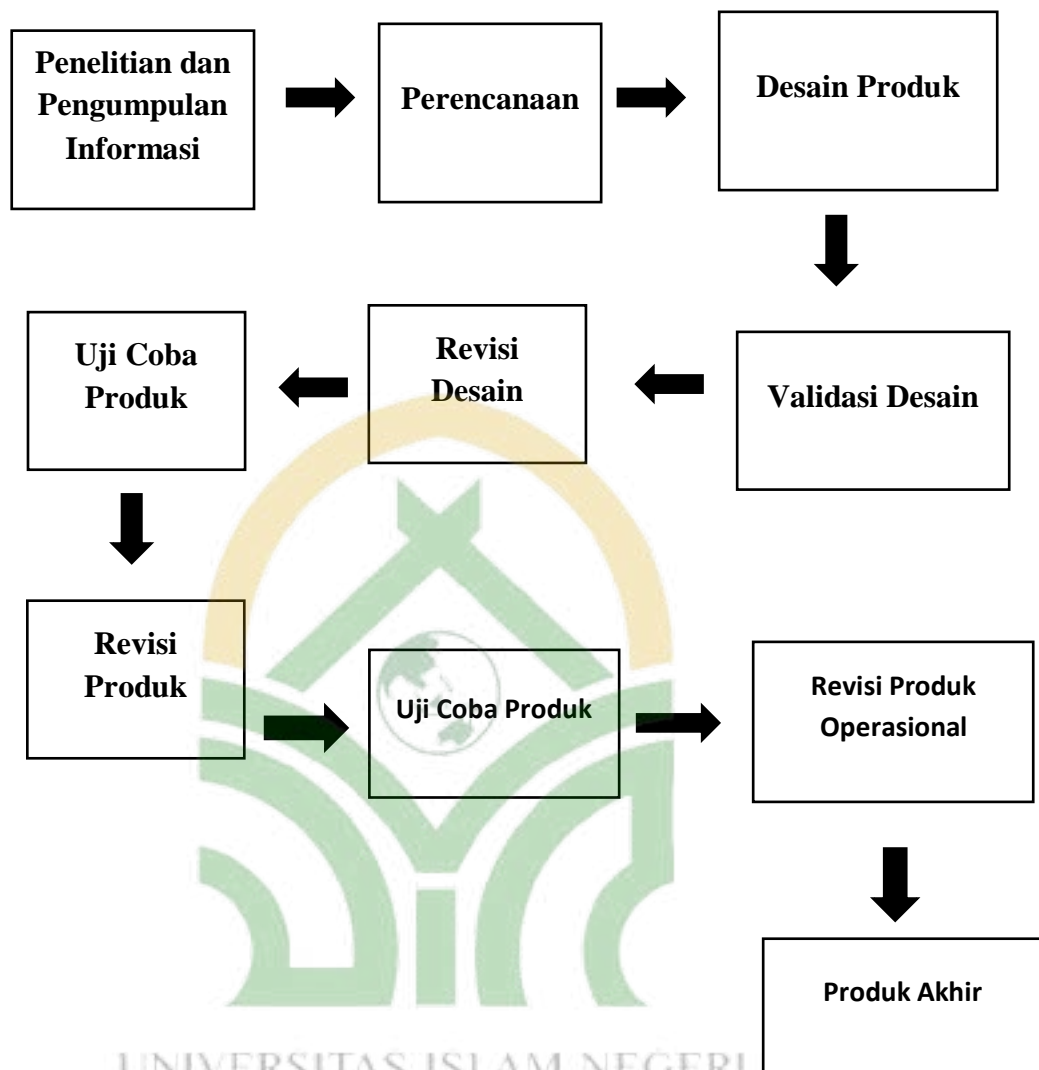 Penelitian dan
Pengumpulan
Informasi
Perencanaan
Desain Produk
Validasi Desain
Revisi
Desain
Uji Coba
Produk
Revisi
Produk
Uji Coba Produk
Revisi Produk
Operasional
Produk Akhir
UNIVERSITAS ISLAM NEGERI